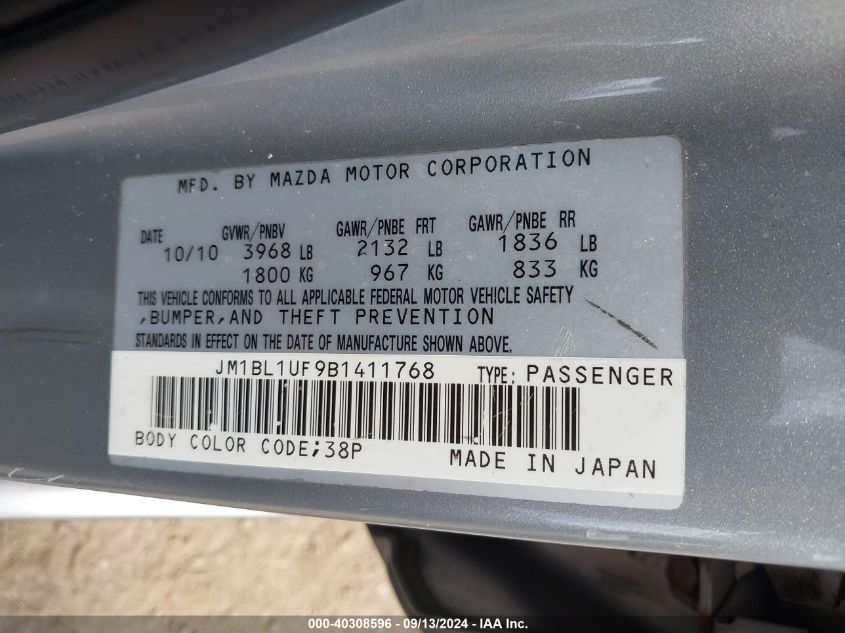 MFD. BY MAZDA MOTOR CORPORATION
DATE GVWR/PNBV GAWR/PNBE FRT GAWR/PNBE RR
10/10 3968 LB 2132 LB 1836 LB
1800 KG 967 KG 833 KG
THIS VEHICLE CONFORMS TO ALL APPLICABLE FEDERAL MOTOR VEHICLE SAFETY
,BUMPER,AND THEFT PREVENTION
STANDARDS IN EFFECT ON THE DATE OF MANUFACTURE SHOWN ABOVE.
JM1BL1UF9B1411768 TYPE: PASSENGER
BODY COLOR CODE;38P MADE IN JAPAN
000-40308596 - 09/13/2024 - IAA Inc.